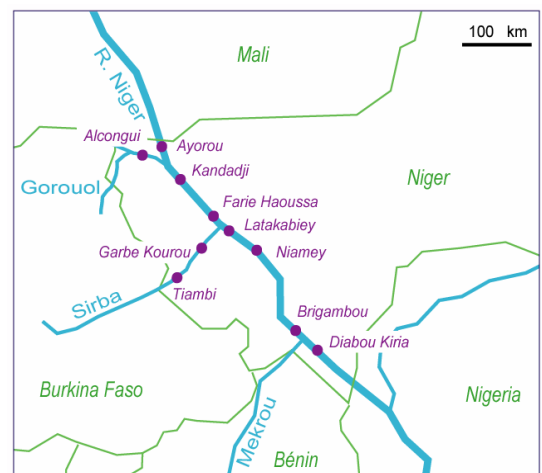 100 km
Mali
R. Niger
Alcongui
Ayorou
Kandadji
Niger
Gorouol
Farie Haoussa
Latakabiey
Garbe Kourou
Niamey
Tiambi
Sirba
Brigambou
Diabou Kiria
Burkina Faso
Nigeria
Mekrou
Bénin